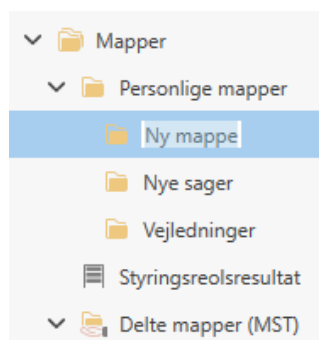 Mapper
Personlige mapper
Ny mappe
Nye sager
Vejledninger
Styringsreolsresultat
Delte mapper (MST)